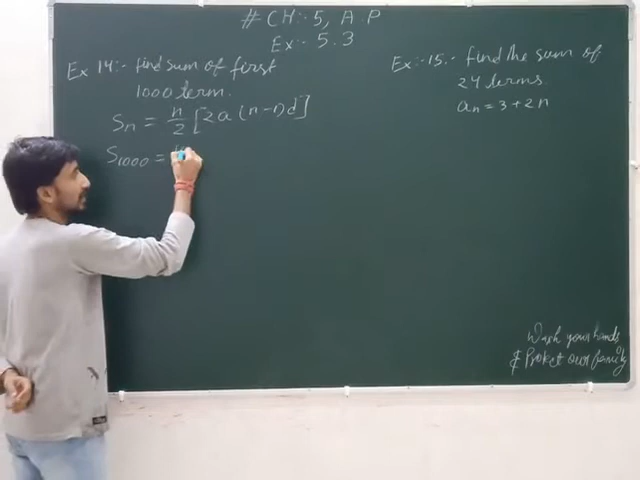 # CH:- 5, A.P
Ex:- 5.3
Ex 14:- find sum of first
1000 term.
Sn = n/2 [2a (n-1)d]
S1000 =
Ex:-15.- find the sum of
24 terms.
an = 3+2n
Wash your hands
& Protect our family